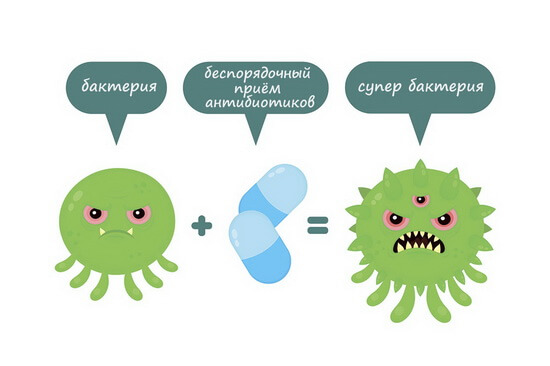 бактерия
беспорядочный
приём
антибиотиков
супер бактерия
+
=